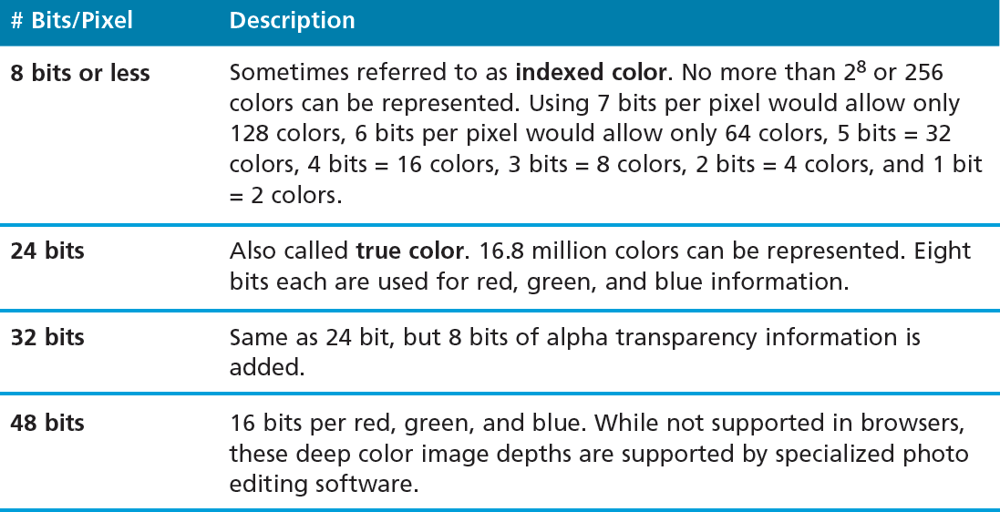 # Bits/Pixel Description
8 bits or less Sometimes referred to as indexed color. No more than 2⁸ or 256
colors can be represented. Using 7 bits per pixel would allow only
128 colors, 6 bits per pixel would allow only 64 colors, 5 bits = 32
colors, 4 bits = 16 colors, 3 bits = 8 colors, 2 bits = 4 colors, and 1 bit
= 2 colors.
24 bits Also called true color. 16.8 million colors can be represented. Eight
bits each are used for red, green, and blue information.
32 bits Same as 24 bit, but 8 bits of alpha transparency information is
added.
48 bits 16 bits per red, green, and blue. While not supported in browsers,
these deep color image depths are supported by specialized photo
editing software.